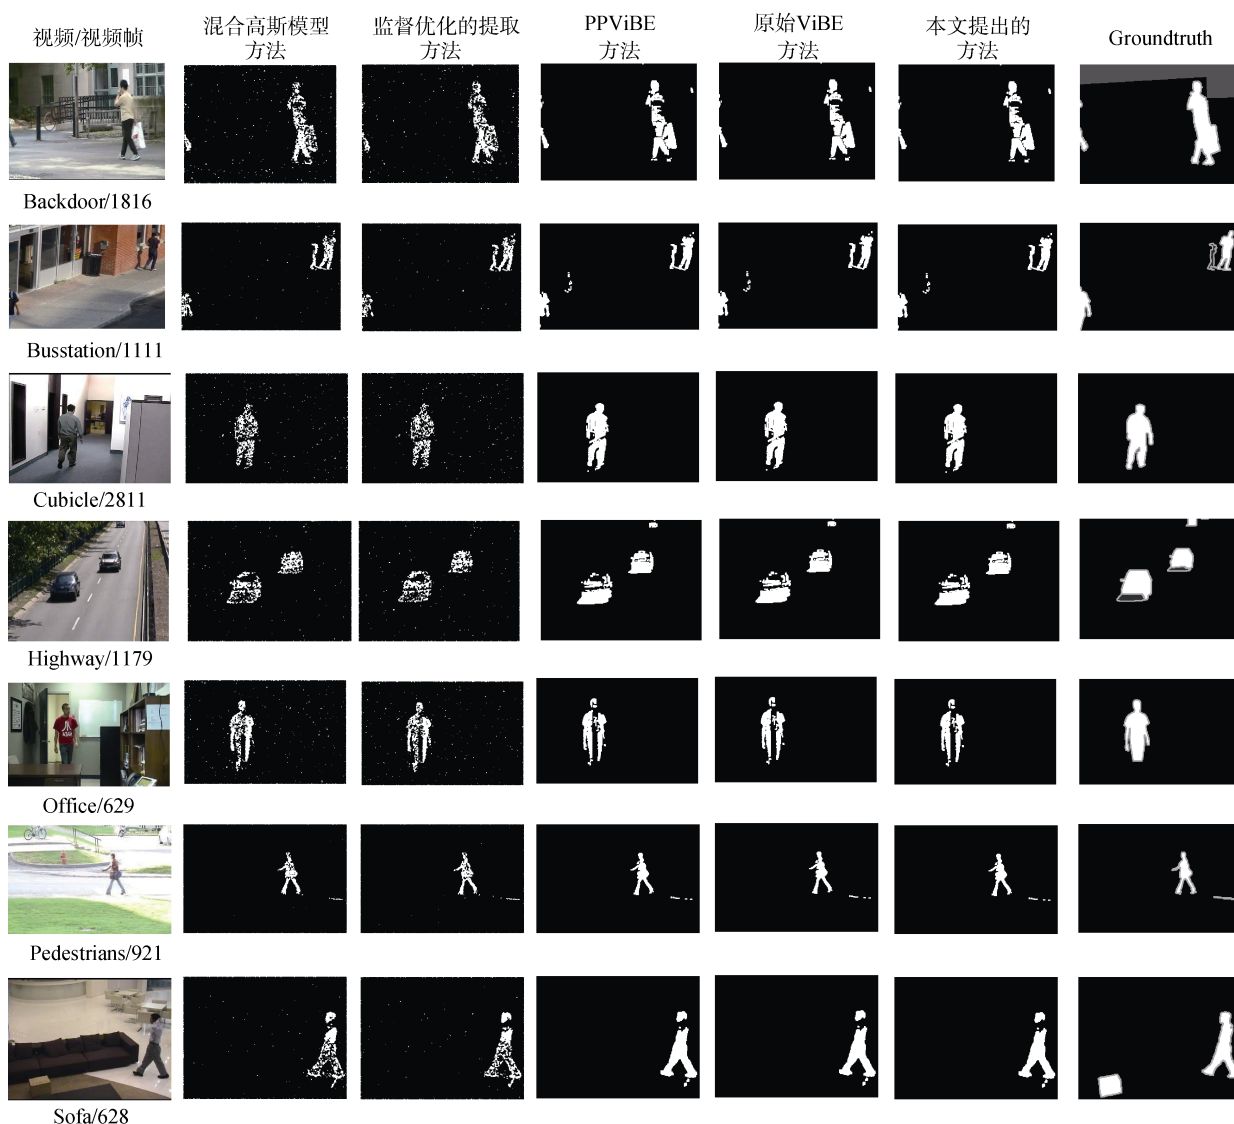 视频/视频帧
混合高斯模型
方法
监督优化的提取
方法
PPViBE
方法
原始ViBE
方法
本文提出的
方法
Groundtruth
Backdoor/1816
Busstation/1111
Cubicle/2811
Highway/1179
Office/629
Pedestrians/921
Sofa/628